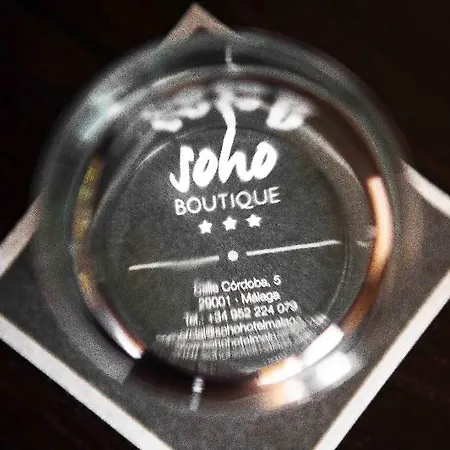 soho
BOUTIQUE
Calle Córdoba, 5
29001 · Málaga
Tel.: +34 952 224 079